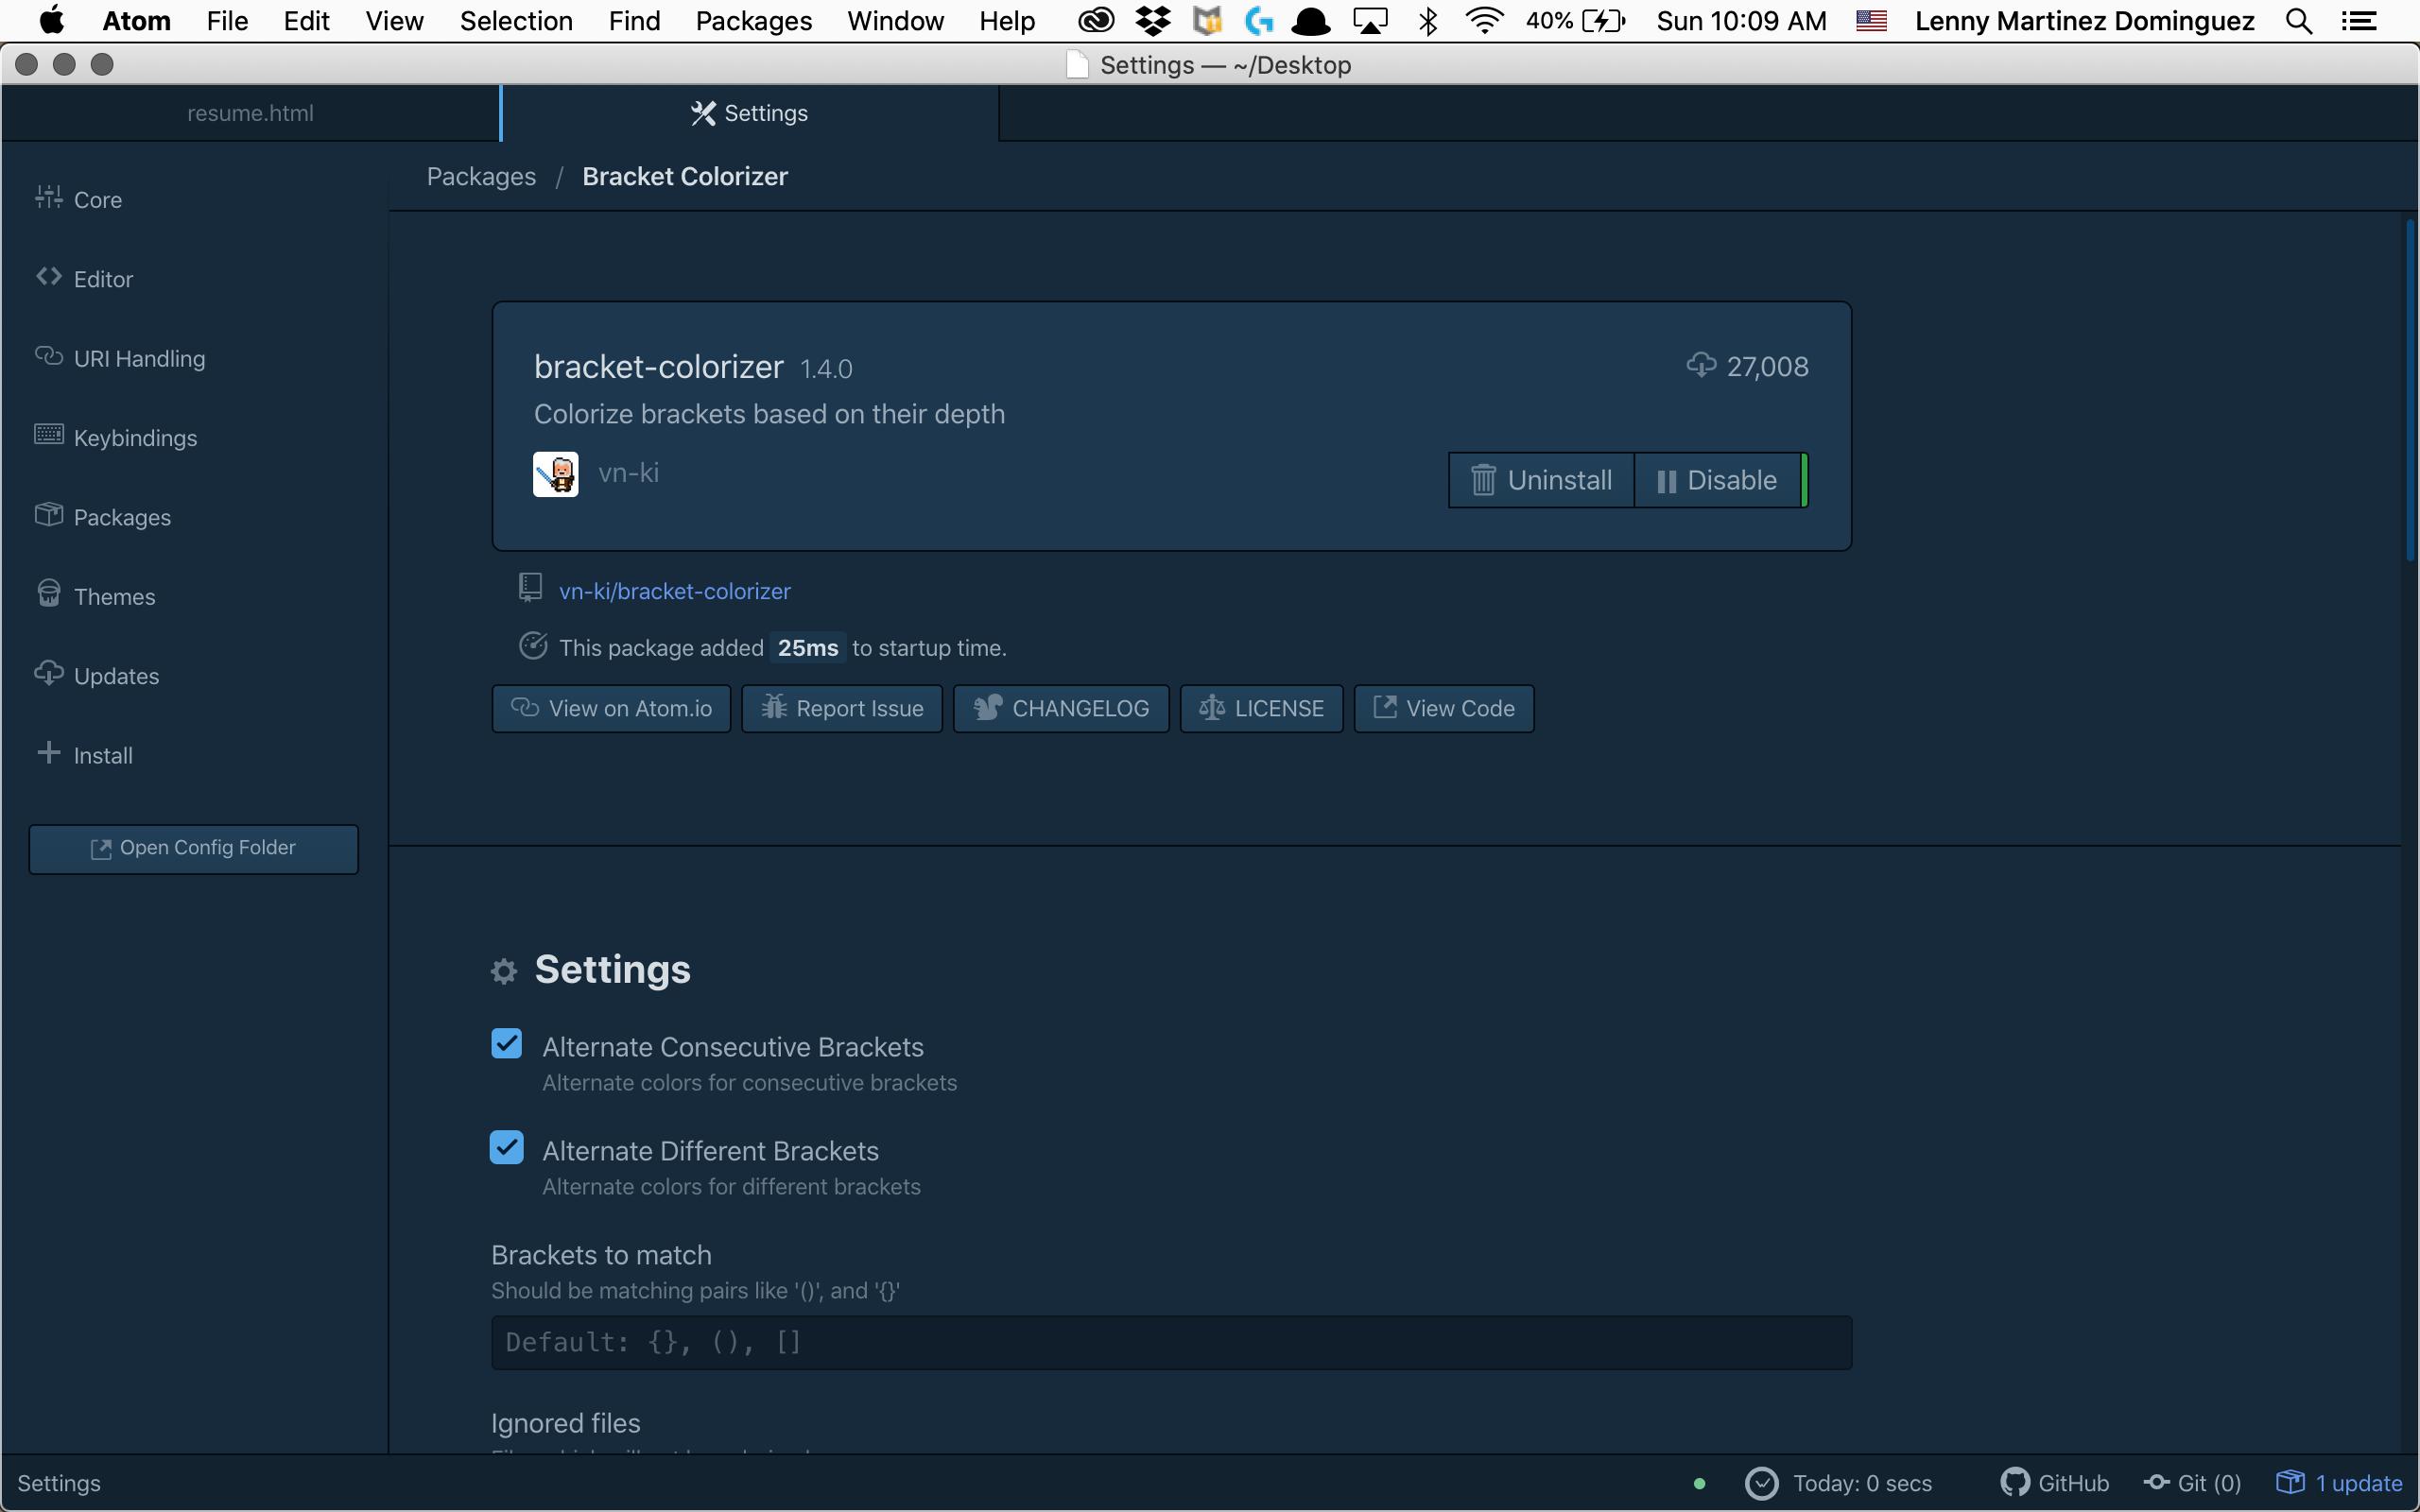 Atom File Edit View Selection Find Packages Window Help 40% Sun 10:09 AM Lenny Martinez Dominguez
Settings — ~/Desktop
resume.html
Settings
Packages / Bracket Colorizer
Core
Editor
URI Handling
Keybindings
Packages
Themes
Updates
Install
Open Config Folder
bracket-colorizer 1.4.0
27,008
Colorize brackets based on their depth
vn-ki
Uninstall
Disable
vn-ki/bracket-colorizer
This package added 25ms to startup time.
View on Atom.io
Report Issue
CHANGELOG
LICENSE
View Code
Settings
Alternate Consecutive Brackets
Alternate colors for consecutive brackets
Alternate Different Brackets
Alternate colors for different brackets
Brackets to match
Should be matching pairs like '()', and '{}'
Default: {}, (), []
Ignored files
Settings
Today: 0 secs
GitHub
Git (0)
1 update